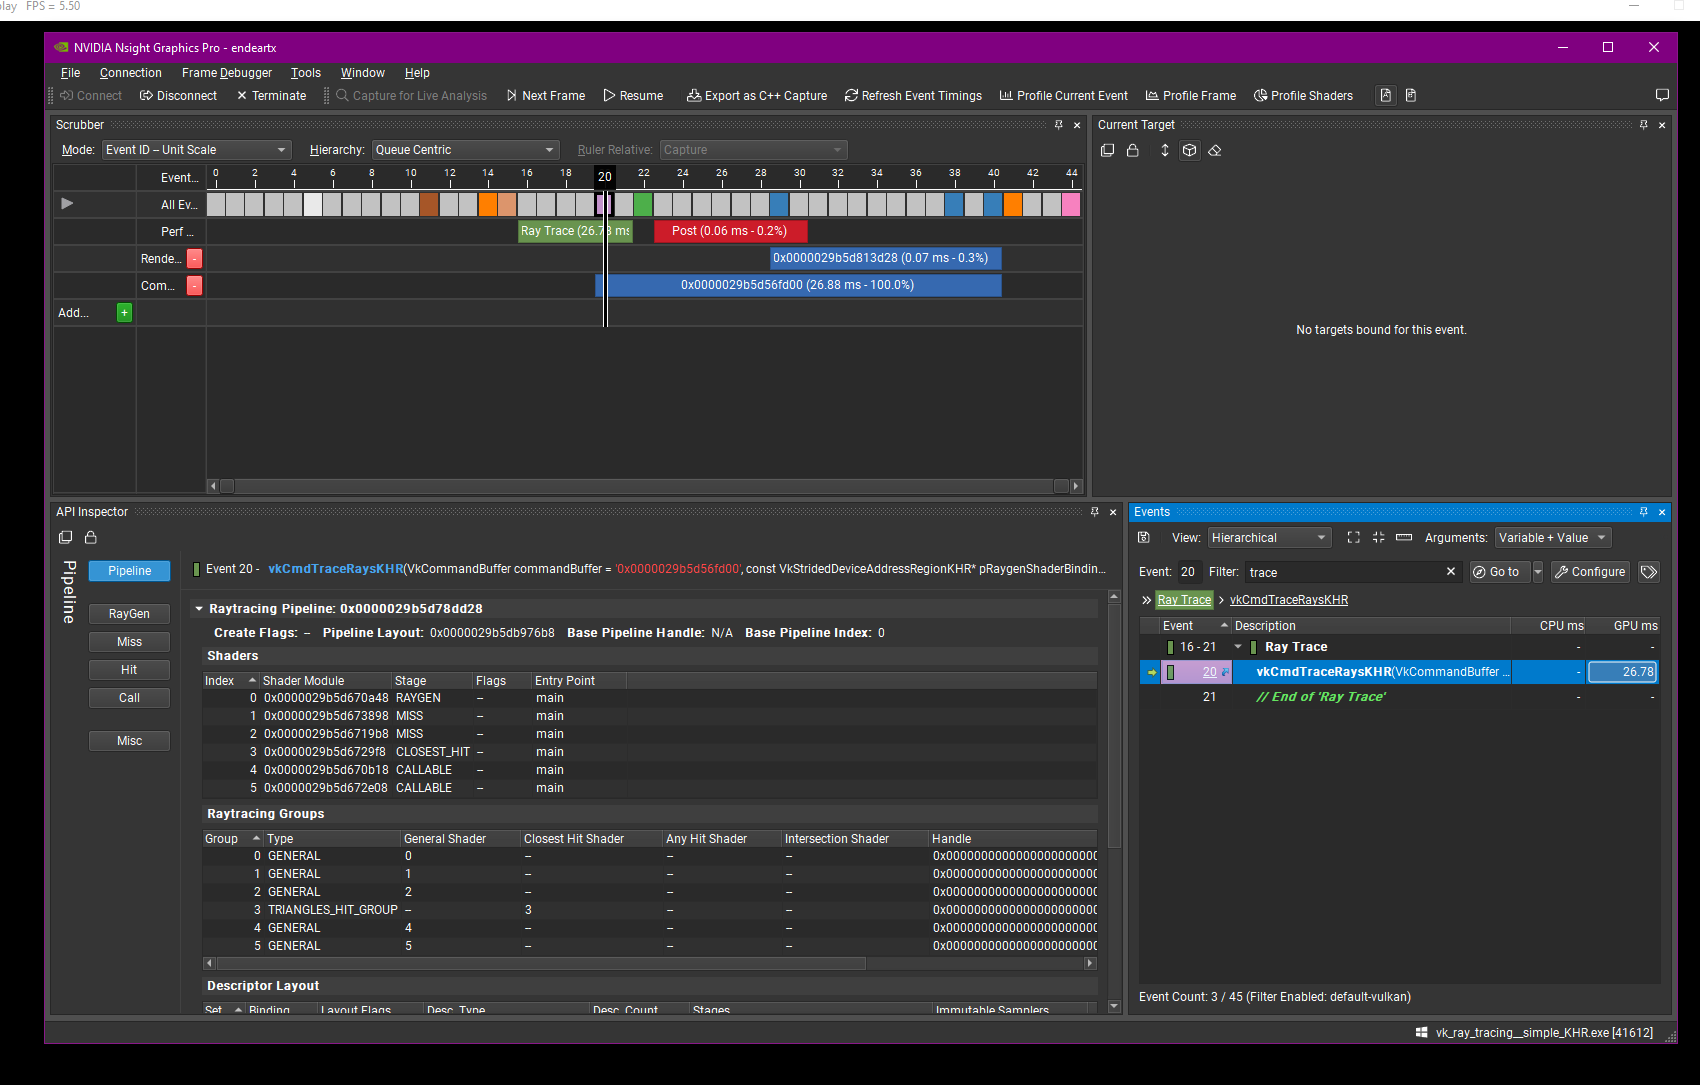 play FPS = 5.50
NVIDIA Nsight Graphics Pro - endeartx
File Connection Frame Debugger Tools Window Help
Connect Disconnect Terminate Capture for Live Analysis Next Frame Resume Export as C++ Capture Refresh Event Timings Profile Current Event Profile Frame Profile Shaders
Scrubber
Mode: Event ID – Unit Scale Hierarchy: Queue Centric Ruler Relative: Capture
Event... 0 2 4 6 8 10 12 14 16 18 20 22 24 26 28 30 32 34 36 38 40 42 44
All Ev...
Perf ... Ray Trace (26.78 ms Post (0.06 ms - 0.2%)
Rende... - 0x0000029b5d813d28 (0.07 ms - 0.3%)
Com... - 0x0000029b5d56fd00 (26.88 ms - 100.0%)
Add... +
Current Target
No targets bound for this event.
API Inspector
Pipeline
Pipeline
RayGen
Miss
Hit
Call
Misc
Event 20 - vkCmdTraceRaysKHR(VkCommandBuffer commandBuffer = '0x0000029b5d56fd00', const VkStridedDeviceAddressRegionKHR* pRaygenShaderBindin...
Raytracing Pipeline: 0x0000029b5d78dd28
Create Flags: – Pipeline Layout: 0x0000029b5db976b8 Base Pipeline Handle: N/A Base Pipeline Index: 0
Shaders
Index Shader Module Stage Flags Entry Point
0 0x0000029b5d670a48 RAYGEN – main
1 0x0000029b5d673898 MISS – main
2 0x0000029b5d6719b8 MISS – main
3 0x0000029b5d6729f8 CLOSEST_HIT – main
4 0x0000029b5d670b18 CALLABLE – main
5 0x0000029b5d672e08 CALLABLE – main
Raytracing Groups
Group Type General Shader Closest Hit Shader Any Hit Shader Intersection Shader Handle
0 GENERAL 0 – – – 0x00000000000000000000
1 GENERAL 1 – – – 0x00000000000000000000
2 GENERAL 2 – – – 0x00000000000000000000
3 TRIANGLES_HIT_GROUP – 3 – – 0x00000000000000000000
4 GENERAL 4 – – – 0x00000000000000000000
5 GENERAL 5 – – – 0x00000000000000000000
Descriptor Layout
Set Binding Layout Flags Desc. Type Desc. Count Stages Immutable Samplers
Events
View: Hierarchical Arguments: Variable + Value
Event: 20 Filter: trace Go to Configure
» Ray Trace > vkCmdTraceRaysKHR
Event Description CPU ms GPU ms
16 - 21 Ray Trace - -
20 vkCmdTraceRaysKHR(VkCommandBuffer ... - 26.78
21 // End of 'Ray Trace' - -
Event Count: 3 / 45 (Filter Enabled: default-vulkan)
vk_ray_tracing__simple_KHR.exe [41612]